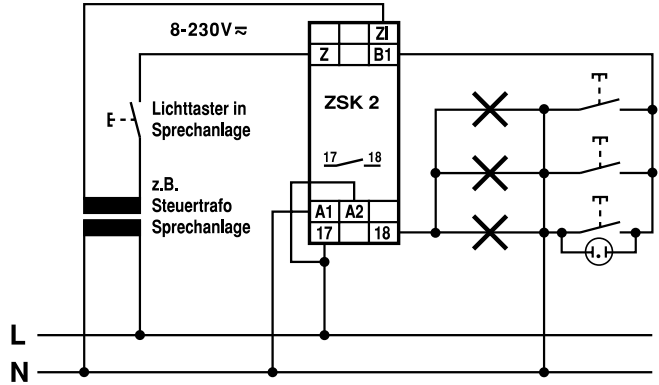 8-230V≂
ZI
Z B1
ZSK 2
Lichttaster in
Sprechanlage
17 18
z.B.
Steuertrafo
Sprechanlage
A1 A2
17 18
L
N